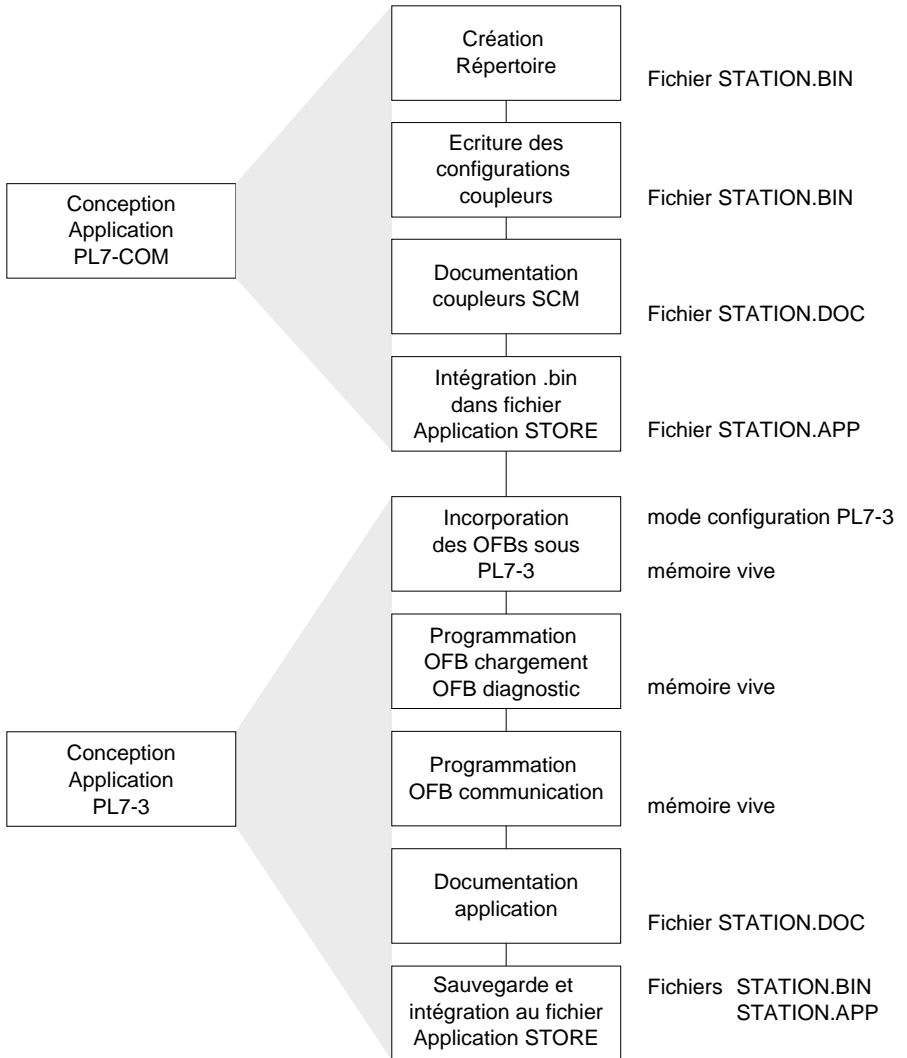 Création
Répertoire
Fichier STATION.BIN
Ecriture des
configurations
coupleurs
Fichier STATION.BIN
Conception
Application
PL7-COM
Documentation
coupleurs SCM
Fichier STATION.DOC
Intégration .bin
dans fichier
Application STORE
Fichier STATION.APP
Incorporation
des OFBs sous
PL7-3
mode configuration PL7-3
mémoire vive
Programmation
OFB chargement
OFB diagnostic
mémoire vive
Conception
Application
PL7-3
Programmation
OFB communication
mémoire vive
Documentation
application
Fichier STATION.DOC
Sauvegarde et
intégration au fichier
Application STORE
Fichiers STATION.BIN
STATION.APP